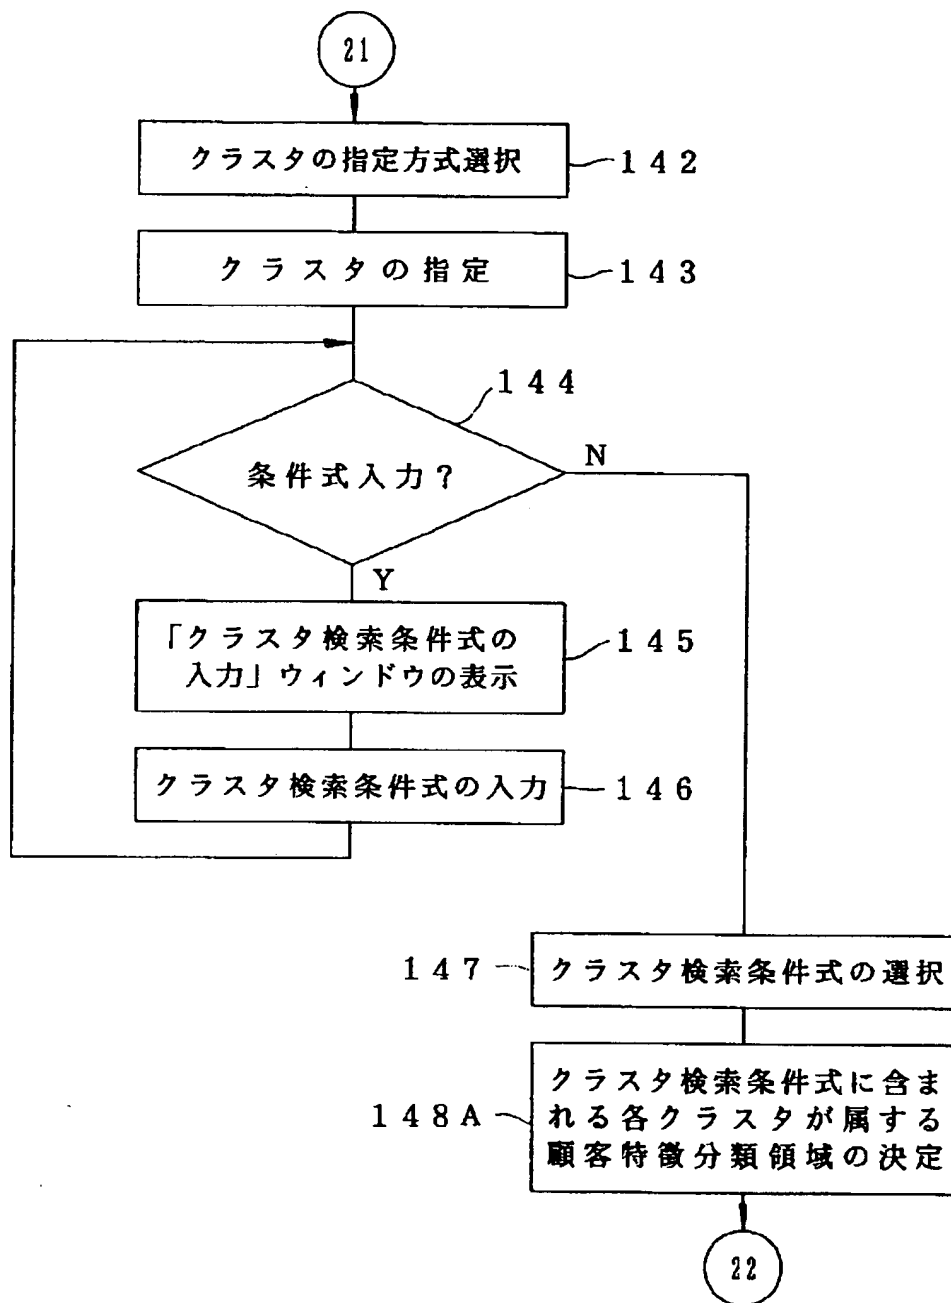 21
クラスタの指定方式選択
142
クラスタの指定
143
144
条件式入力?
N
Y
「クラスタ検索条件式の
入力」ウィンドウの表示
145
クラスタ検索条件式の入力
146
147
クラスタ検索条件式の選択
クラスタ検索条件式に含ま
れる各クラスタが属する
顧客特徴分類領域の決定
148A
22